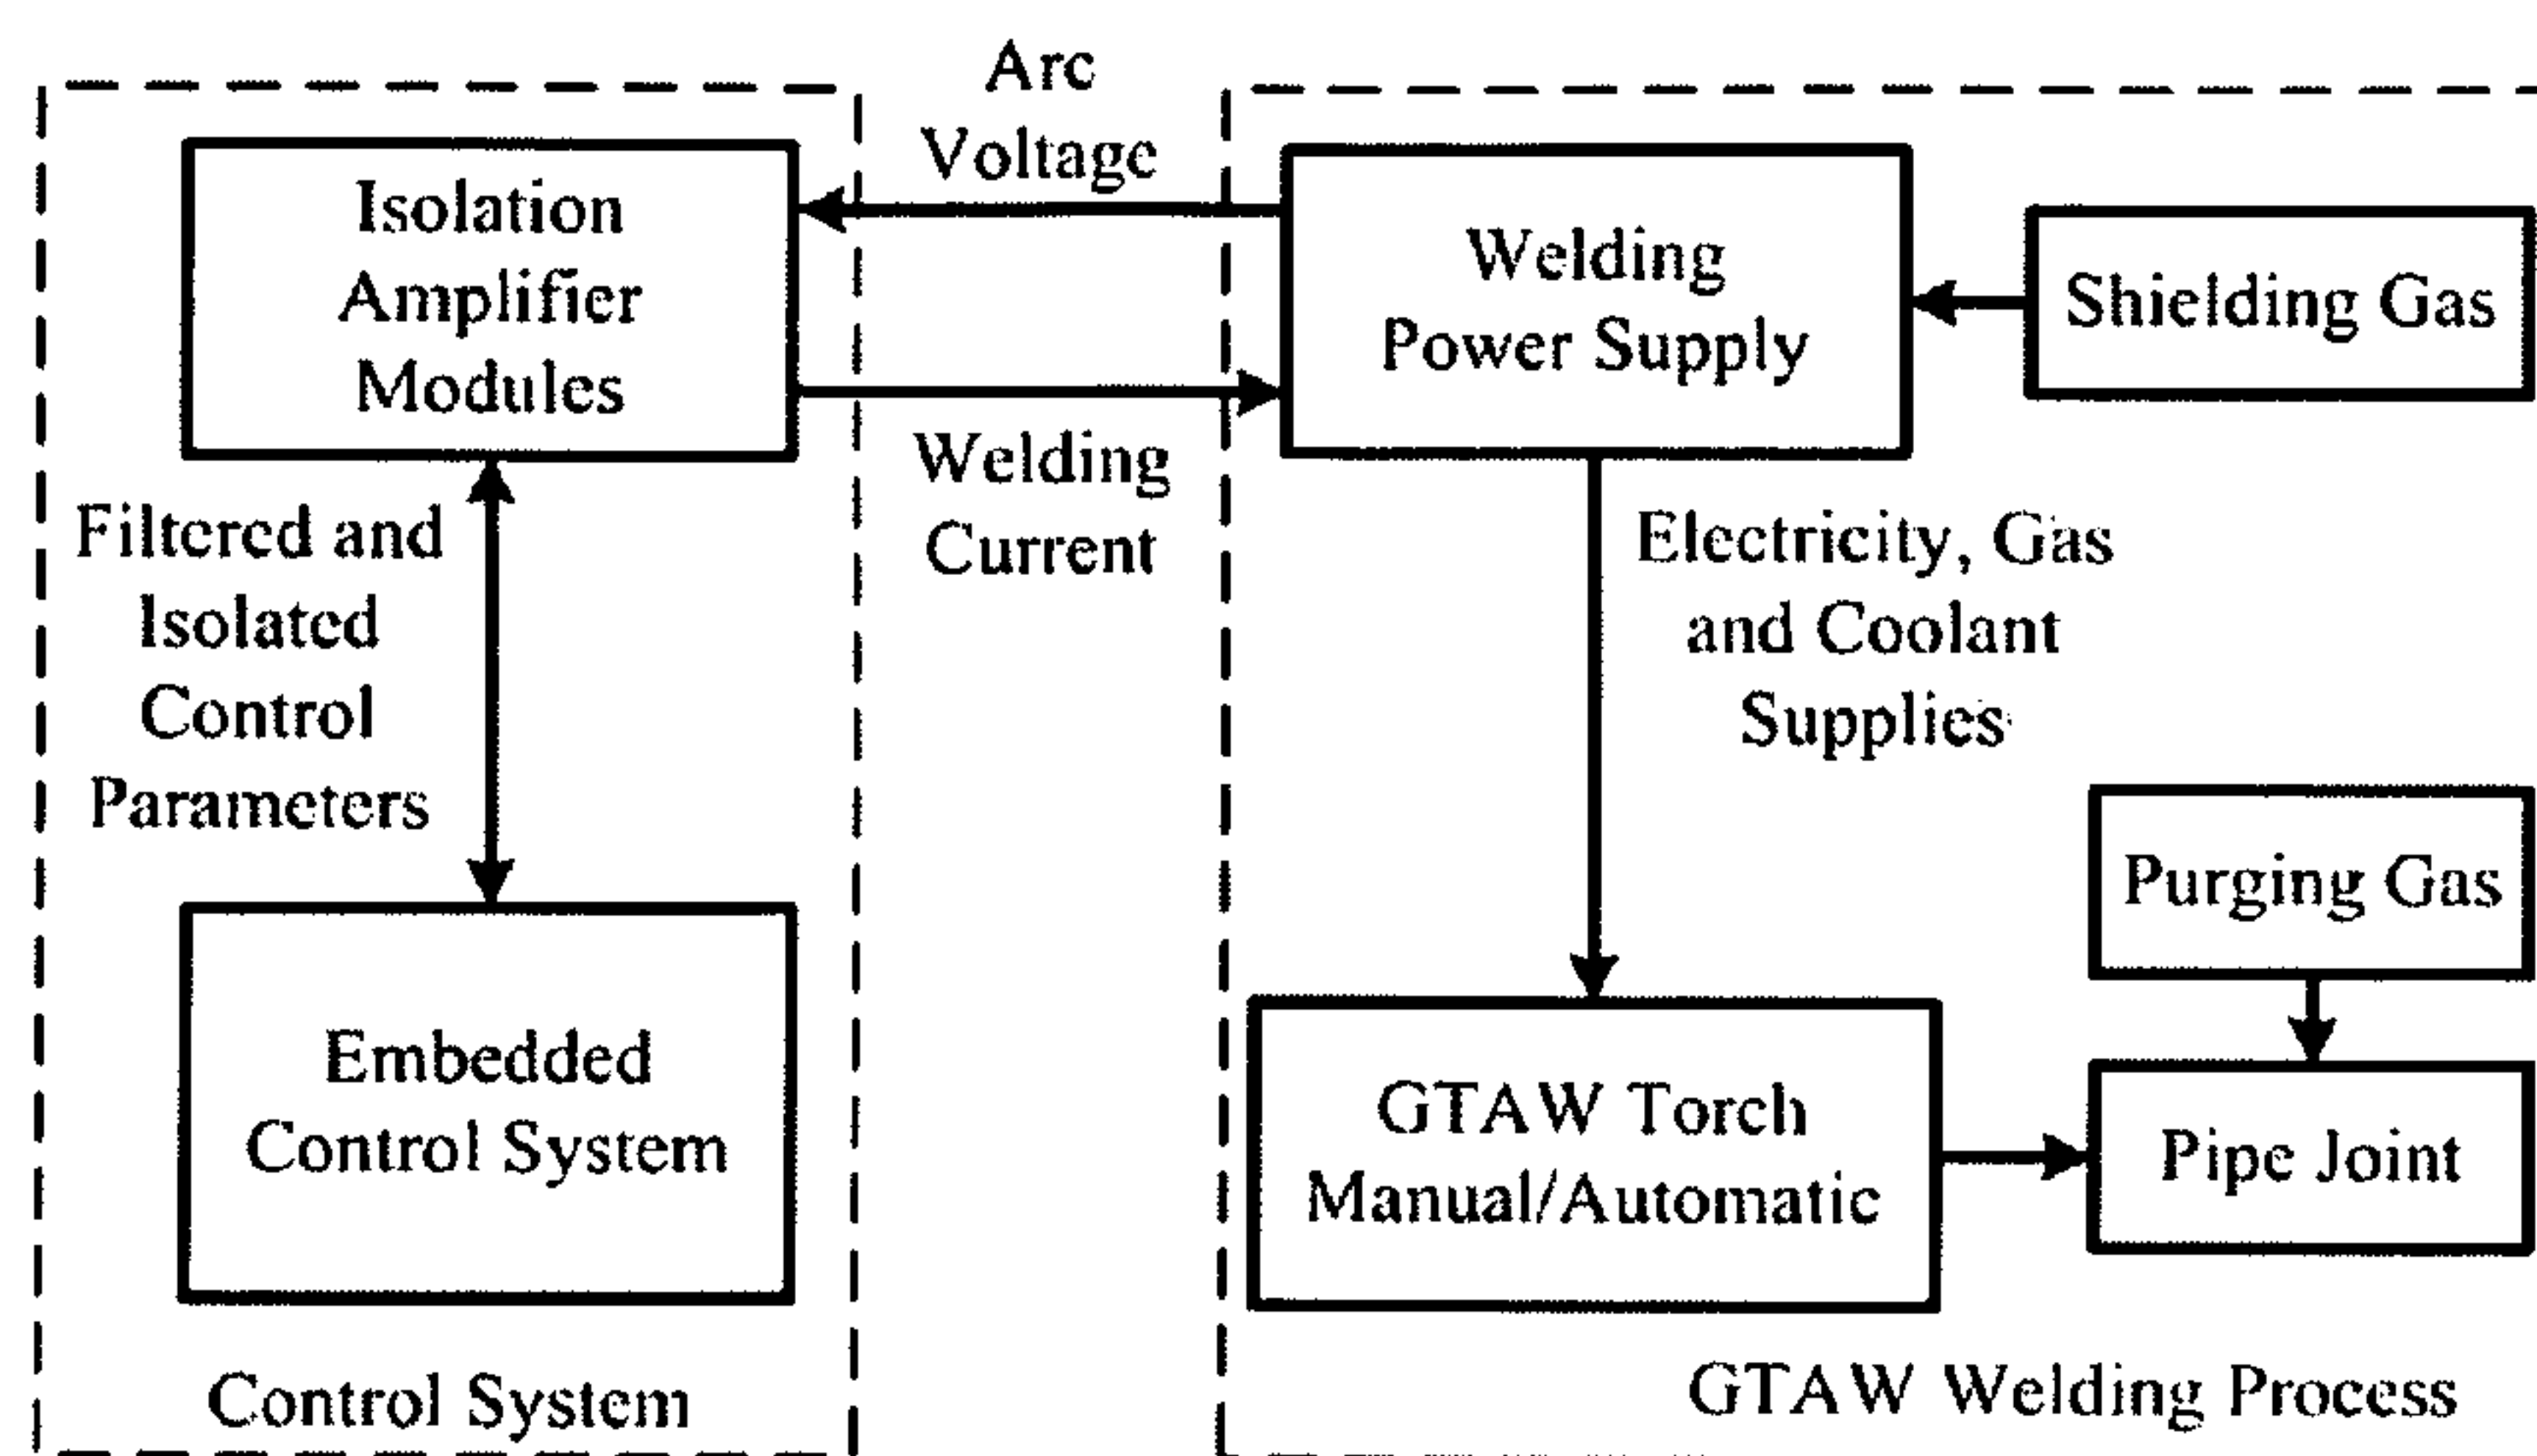 Arc
Voltage
Isolation
Amplifier
Modules
Welding
Power Supply
Shielding Gas
Welding
Current
Filtered and
Isolated
Control
Parameters
Electricity, Gas
and Coolant
Supplies
Purging Gas
Embedded
Control System
GTAW Torch
Manual/Automatic
Pipe Joint
Control System
GTAW Welding Process